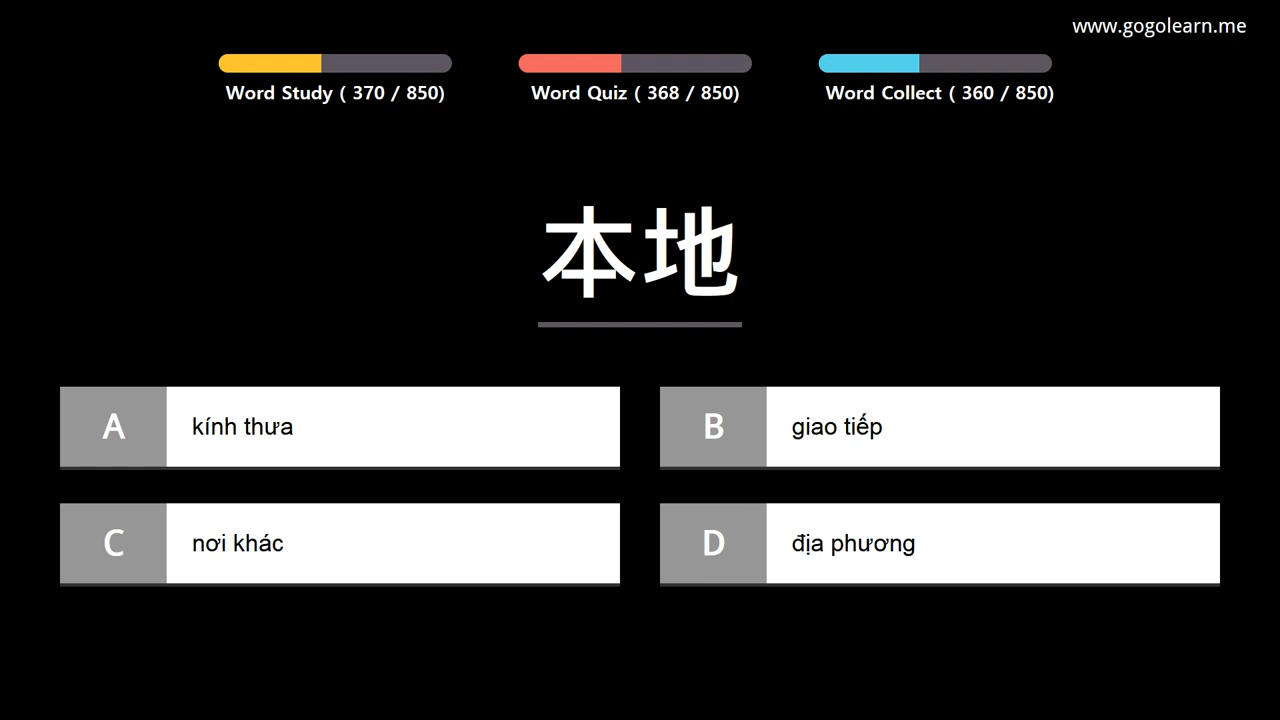 www.gogolearn.me
Word Study ( 370 / 850)
Word Quiz ( 368 / 850)
Word Collect ( 360 / 850)
本地
A kính thưa
B giao tiếp
C nơi khác
D địa phương